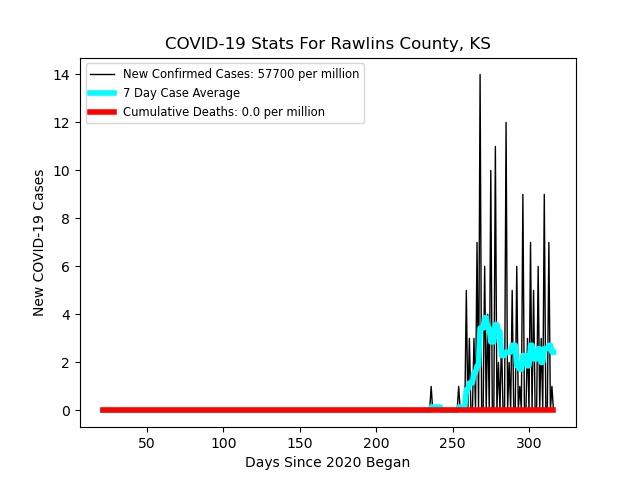 COVID-19 Stats For Rawlins County, KS
New Confirmed Cases: 57700 per million
7 Day Case Average
Cumulative Deaths: 0.0 per million
New COVID-19 Cases
14
12
10
8
6
4
2
0
50 100 150 200 250 300
Days Since 2020 Began